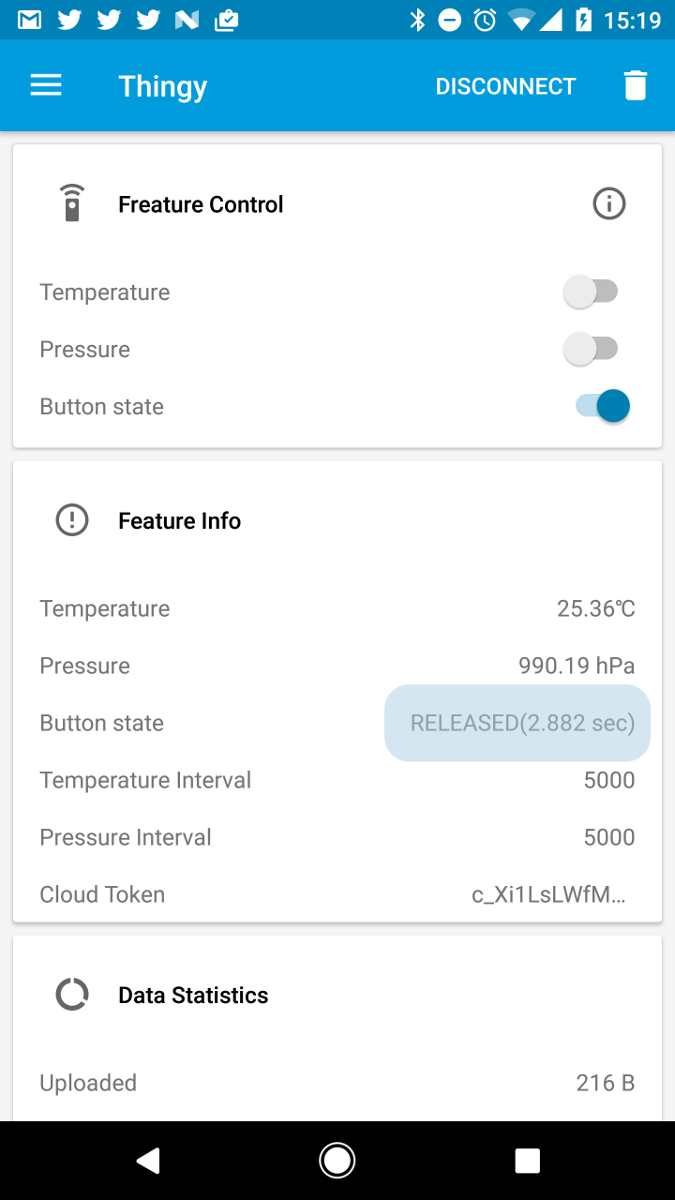 15:19
Thingy DISCONNECT
Freature Control
Temperature
Pressure
Button state
Feature Info
Temperature 25.36℃
Pressure 990.19 hPa
Button state RELEASED(2.882 sec)
Temperature Interval 5000
Pressure Interval 5000
Cloud Token c_Xi1LsLWfM...
Data Statistics
Uploaded 216 B